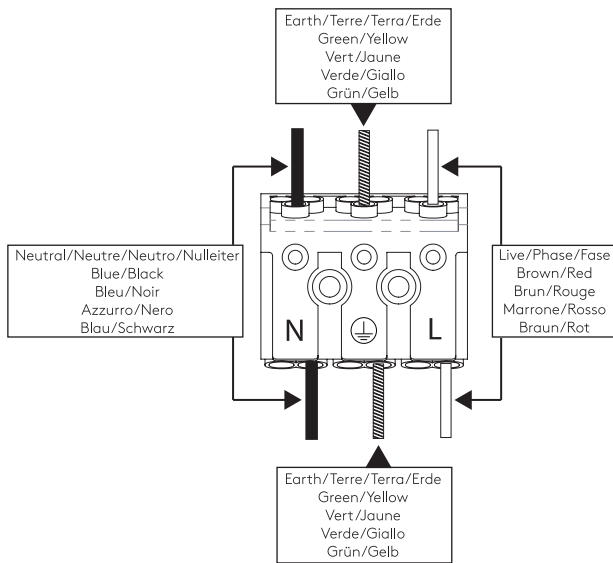 Earth/Terre/Terra/Erde
Green/Yellow
Vert/Jaune
Verde/Giallo
Grün/Gelb
Neutral/Neutre/Neutro/Nulleiter
Blue/Black
Bleu/Noir
Azzurro/Nero
Blau/Schwarz
N
L
Live/Phase/Fase
Brown/Red
Brun/Rouge
Marrone/Rosso
Braun/Rot
Earth/Terre/Terra/Erde
Green/Yellow
Vert/Jaune
Verde/Giallo
Grün/Gelb